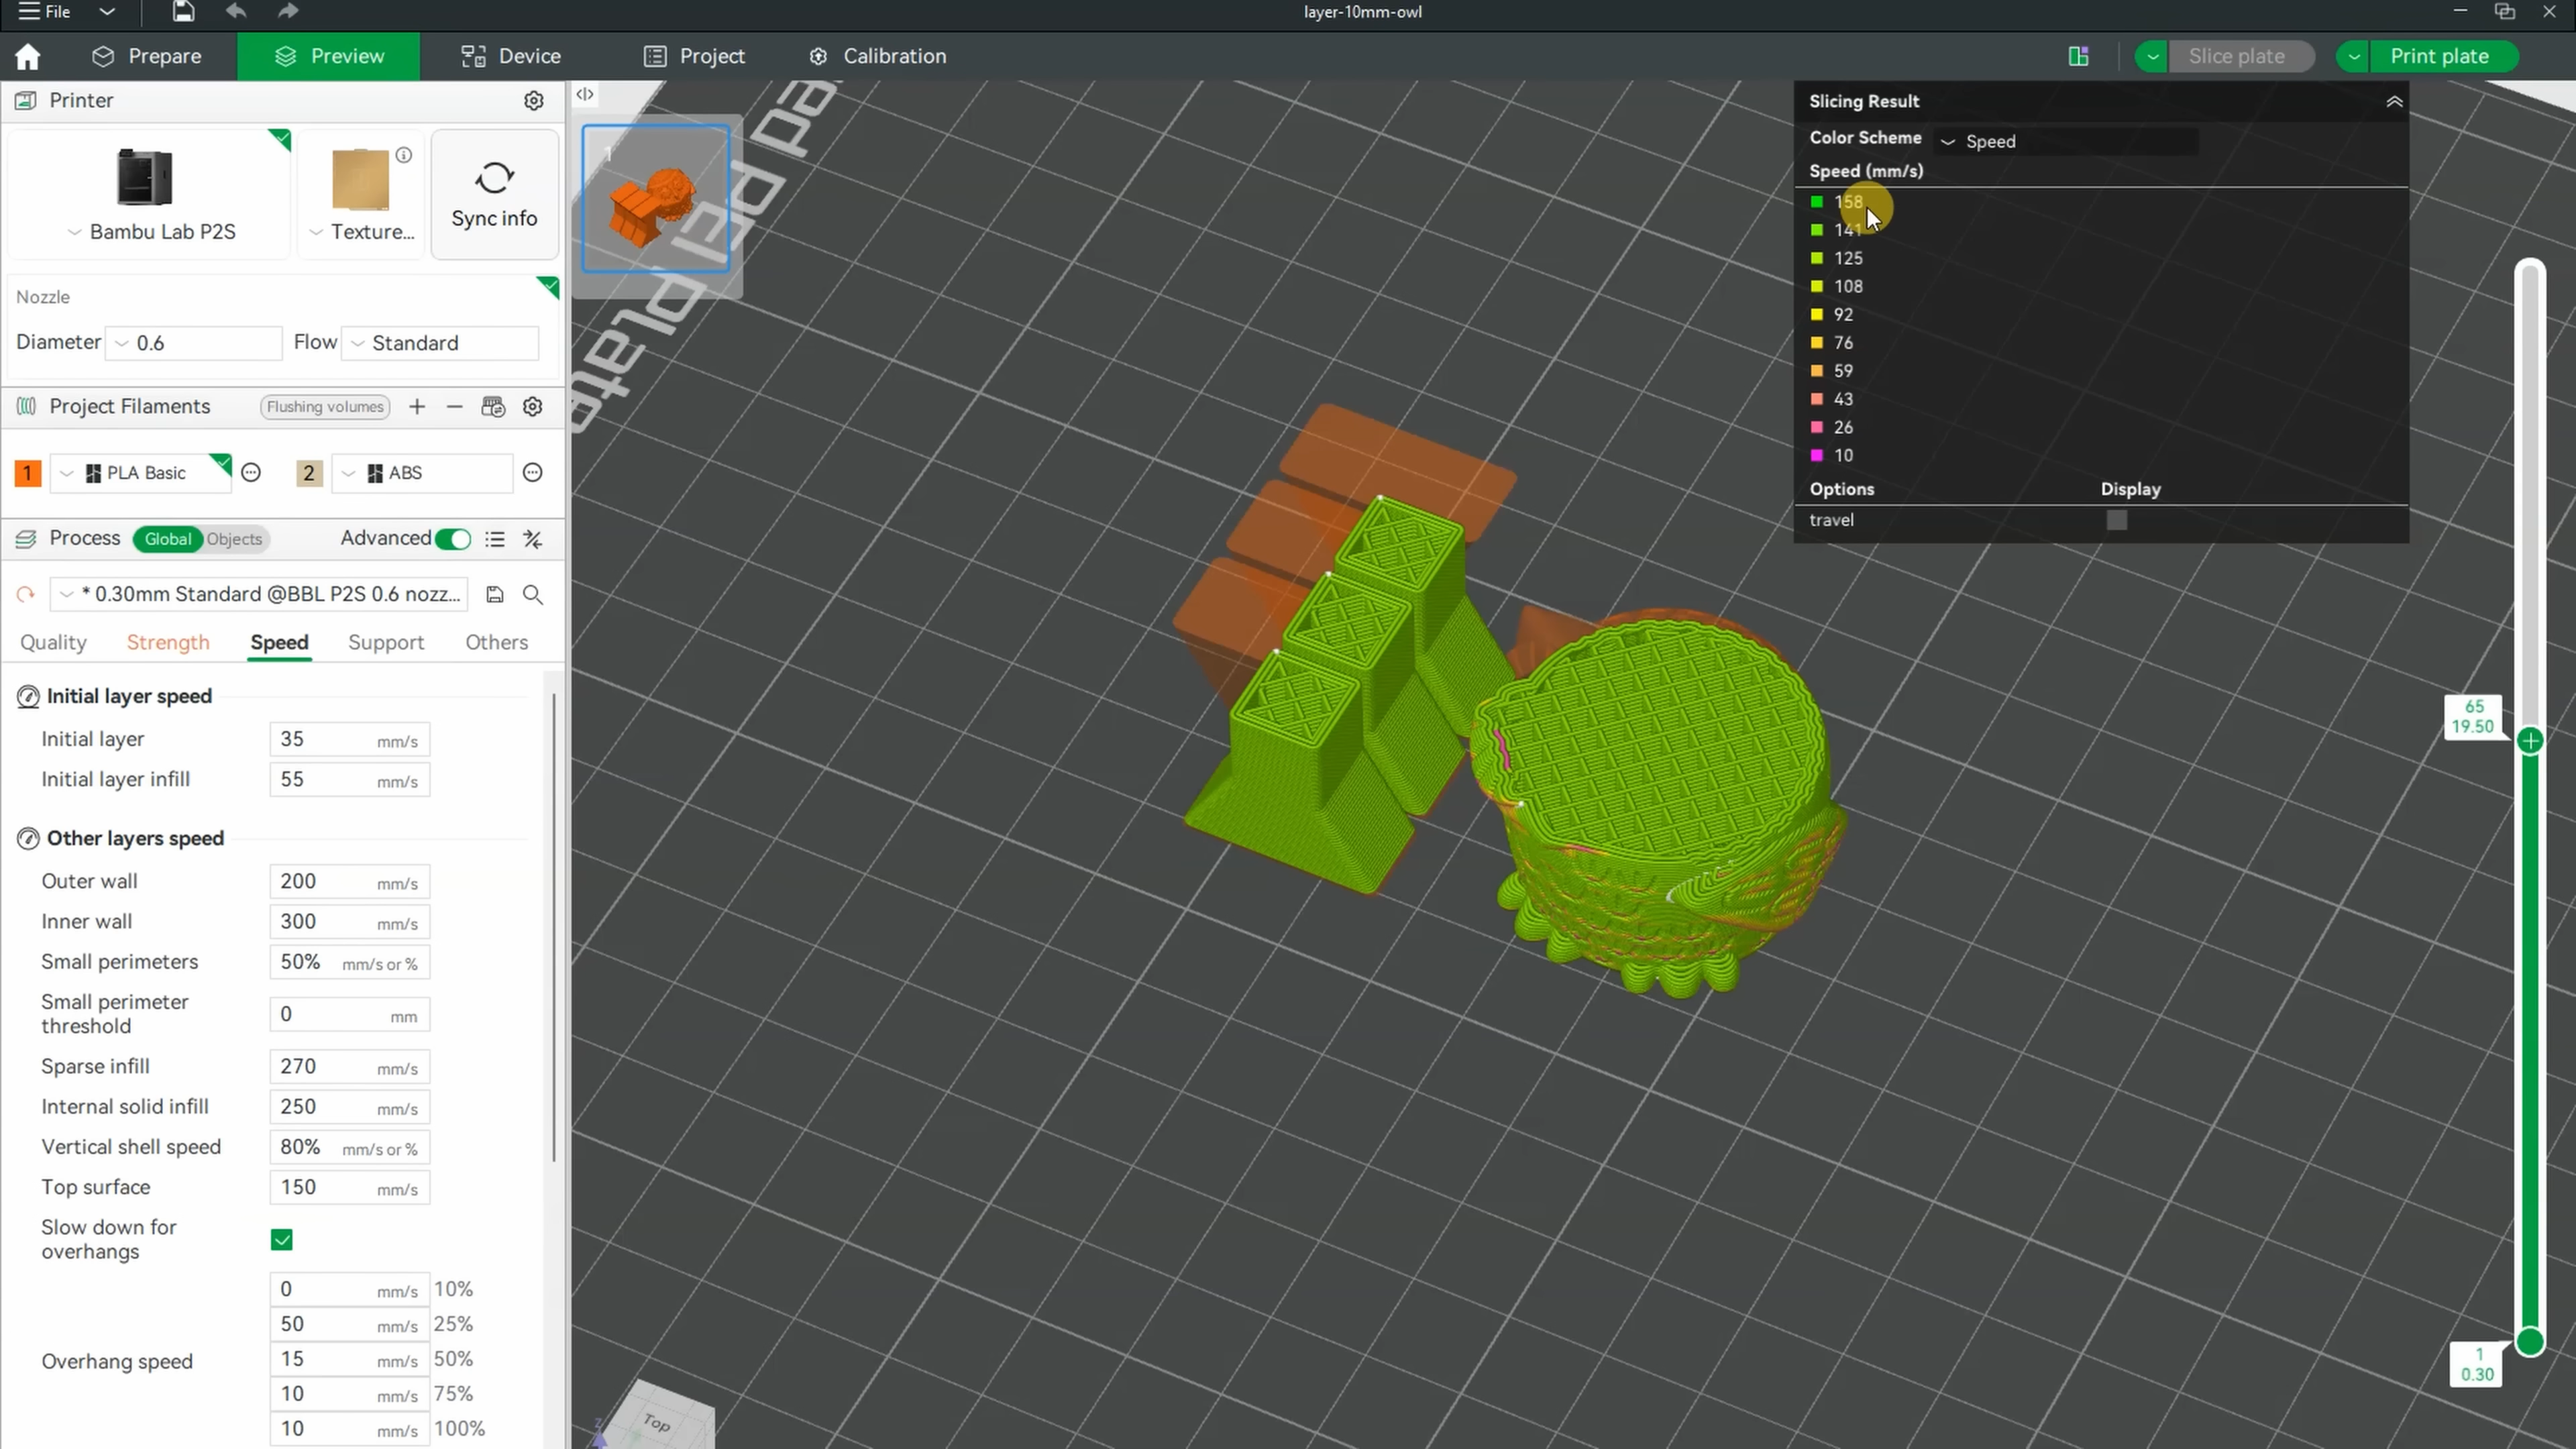 File
layer-10mm-owl
Prepare
Preview
Device
Project
Calibration
Slice plate
Print plate
Printer
Bambu Lab P2S
Texture...
Sync info
Nozzle
Diameter 0.6 Flow Standard
Project Filaments Flushing volumes
1 PLA Basic 2 ABS
Process Global Objects Advanced
* 0.30mm Standard @BBL P2S 0.6 nozz...
Quality Strength Speed Support Others
Initial layer speed
Initial layer 35 mm/s
Initial layer infill 55 mm/s
Other layers speed
Outer wall 200 mm/s
Inner wall 300 mm/s
Small perimeters 50% mm/s or %
Small perimeter
threshold 0 mm
Sparse infill 270 mm/s
Internal solid infill 250 mm/s
Vertical shell speed 80% mm/s or %
Top surface 150 mm/s
Slow down for
overhangs
0 mm/s 10%
50 mm/s 25%
Overhang speed 15 mm/s 50%
10 mm/s 75%
10 mm/s 100%
1
Top
z
Slicing Result
Color Scheme Speed
Speed (mm/s)
158
141
125
108
92
76
59
43
26
10
Options Display
travel
65
19.50
1
0.30